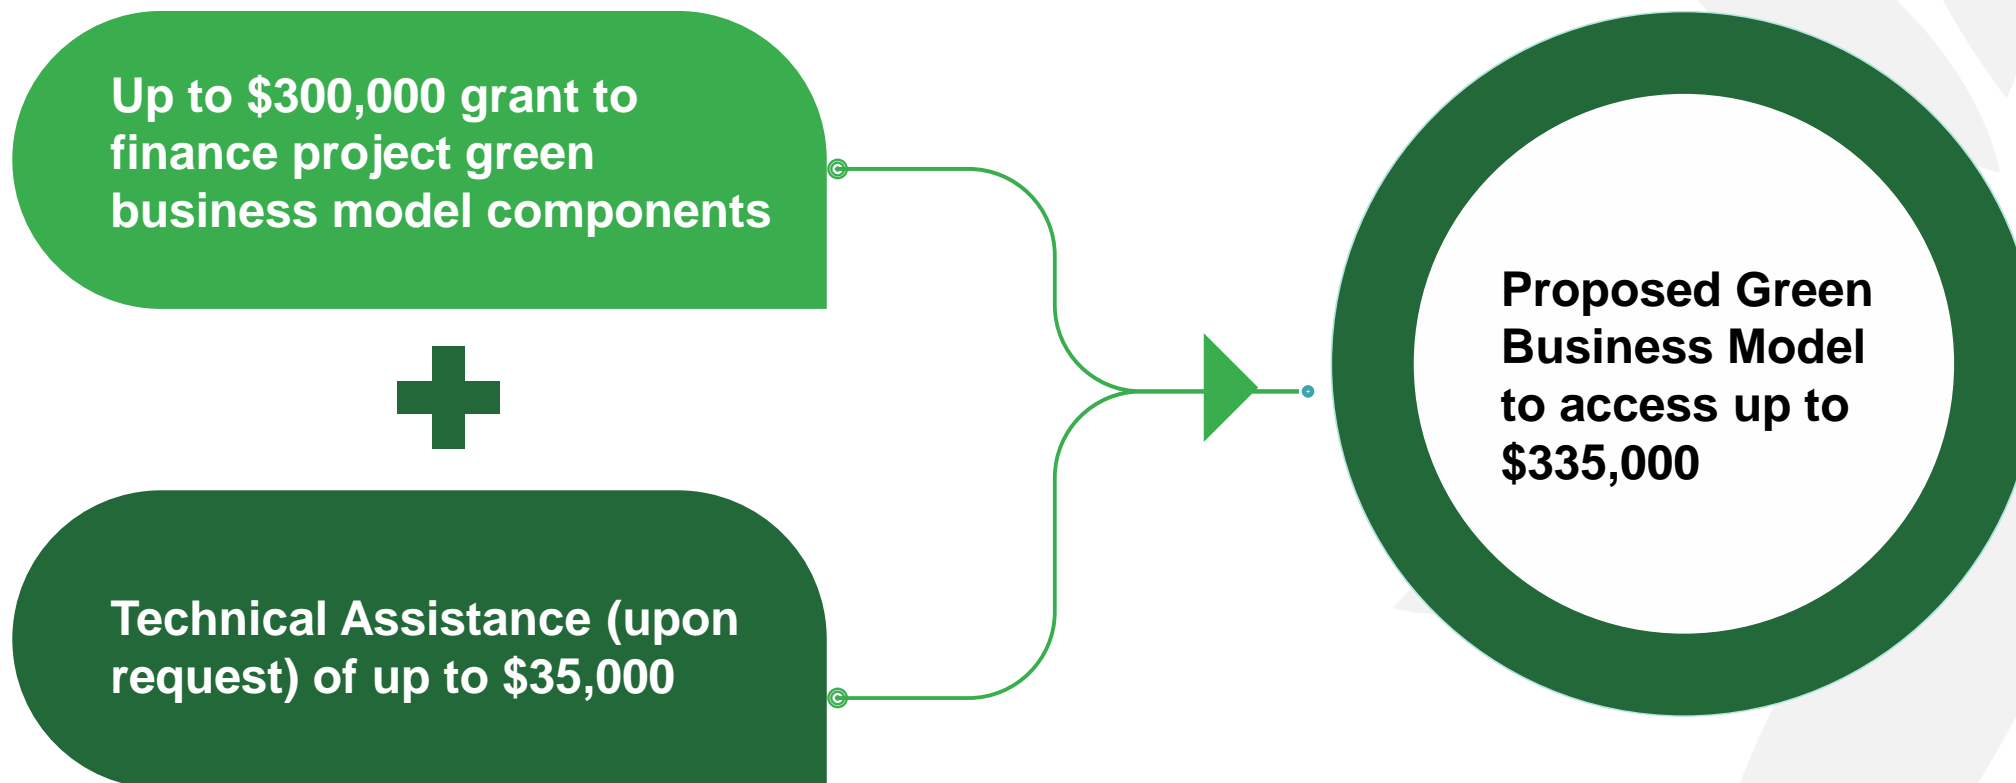 Up to $300,000 grant to
finance project green
business model components
Technical Assistance (upon
request) of up to $35,000
Proposed Green
Business Model
to access up to
$335,000